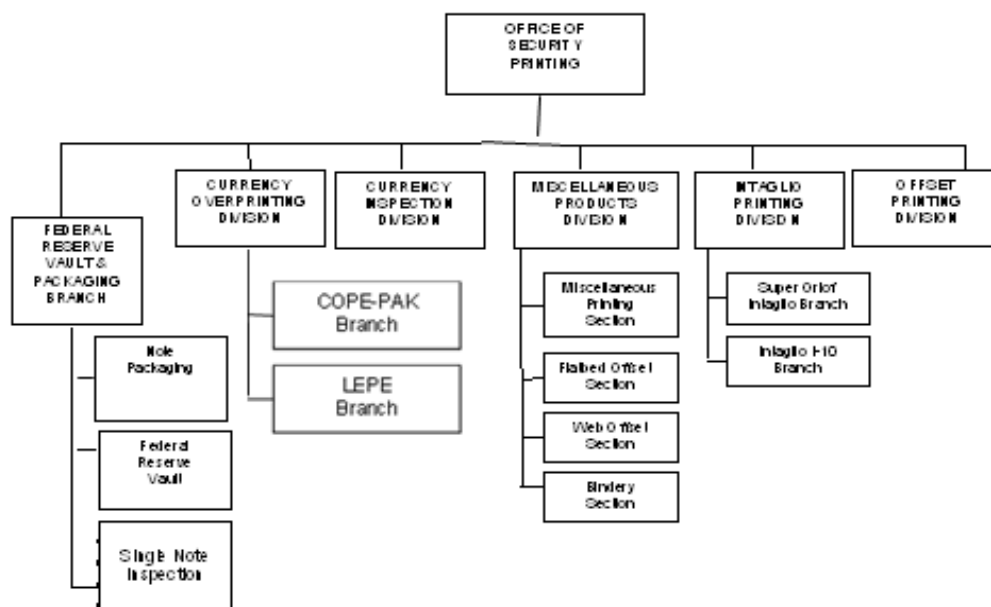 OFFICE OF
SECURITY
PRINTING
FEDERAL
RESERVE
VAULT &
PACKAGING
BRANCH
CURRENCY
OVERPRINTING
DIVISION
CURRENCY
INSPECTION
DIVISION
MISCELLANEOUS
PRODUCTS
DIVISION
INTAGLIO
PRINTING
DIVISION
OFFSET
PRINTING
DIVISION
Note
Packaging
Federal
Reserve
Vault
Single Note
Inspection
COPE-PAK
Branch
LEPE
Branch
Miscellaneous
Printing
Section
Flatbed Offset
Section
Web Offset
Section
Bindery
Section
Super Orlof
Intaglio Branch
Intaglio I-10
Branch